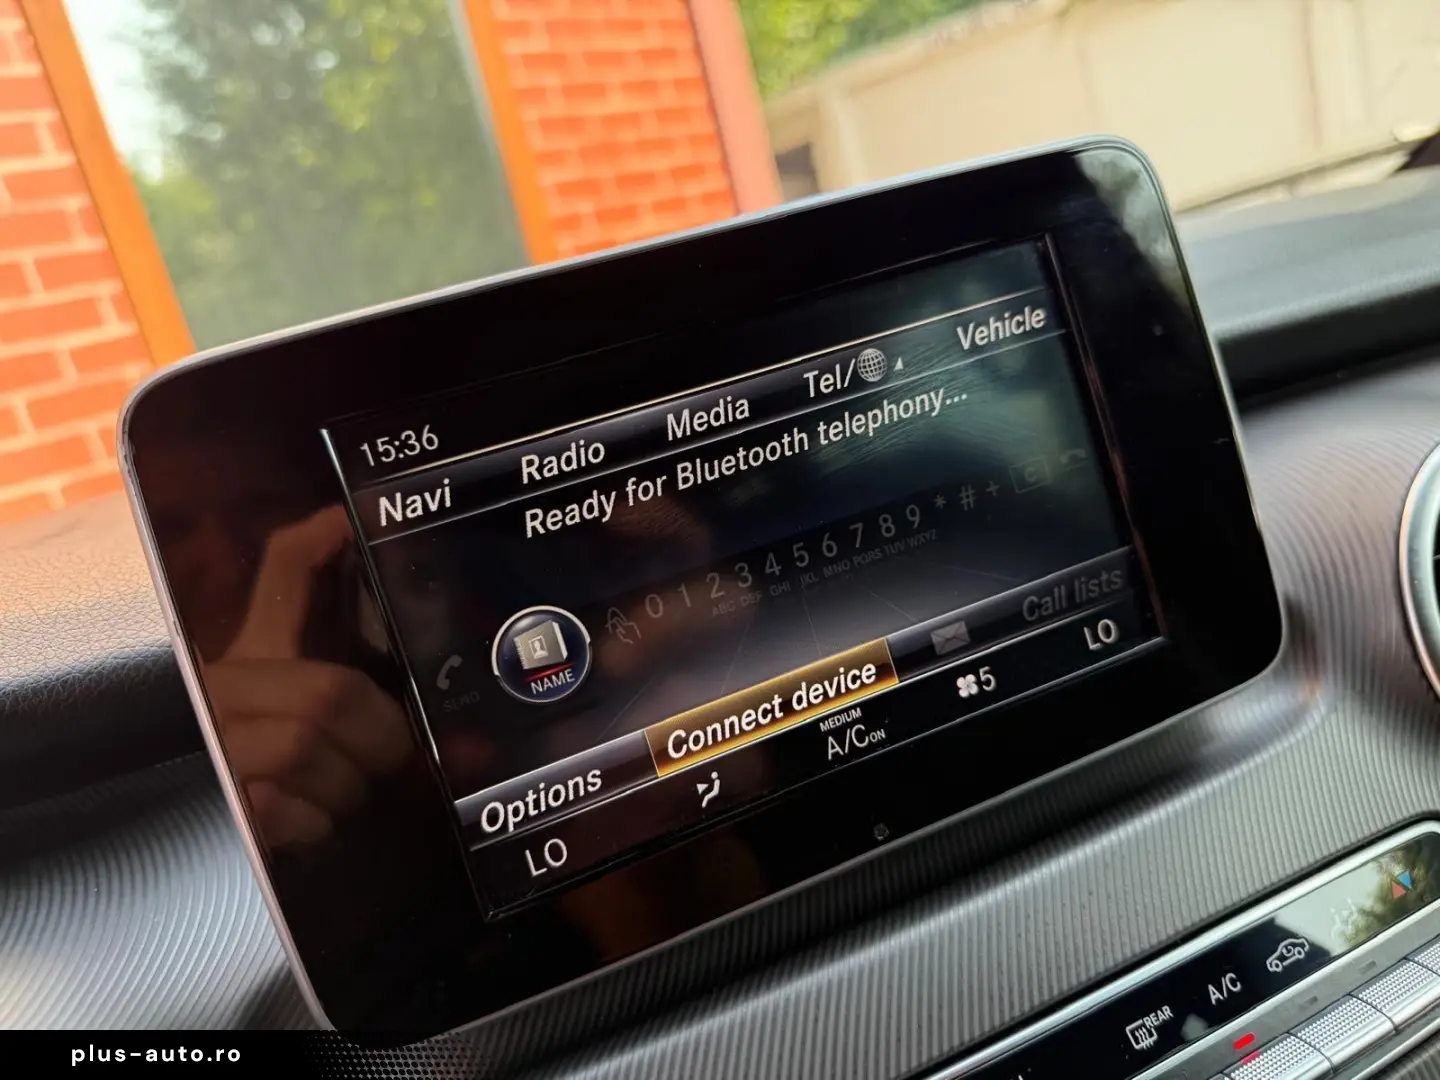 15:36
Navi Radio Media Tel/ Vehicle
Ready for Bluetooth telephony...
0 1 2 3 4 5 6 7 8 9 * # + C
ABC DEF GHI JKL MNO PQRS TUV WXYZ
SEND
NAME
Options Connect device Call lists
LO MEDIUM A/C ON 5 LO
REAR A/C
plus-auto.ro